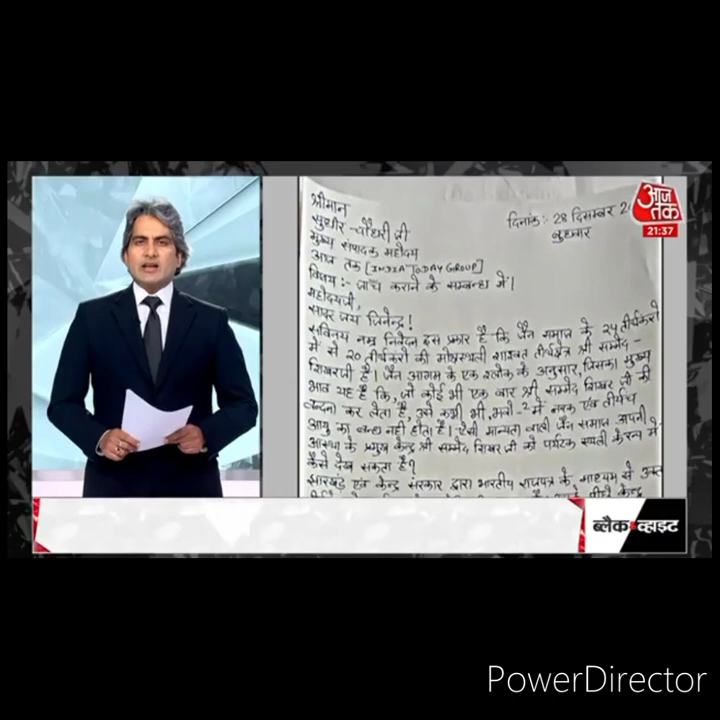 श्रीमान
सुधीर चौधरी जी
मुख्य संपादक महोदय
आज तक [INDIA TODAY GROUP]
दिनांक :- 28 दिसम्बर 2
बुधवार
विषय :- जाँच कराने के सम्बन्ध में।
महोदयजी,
सादर जय जिनेन्द्र!
सविनय नम्र निवेदन इस प्रकार है कि जैन समाज के 24 तीर्थंकरो
में से 20 तीर्थंकरो की मोक्षस्थली शाश्वत तीर्थक्षेत्र श्री सम्मेद-
शिखरजी है। जैन आगम के एक श्लोक के अनुसार, जिसका मुख्य
भाव यह है कि, जो कोई भी एक बार श्री सम्मेद शिखर जी की
वन्दना कर लेता है, उसे कभी भी भवों-2 में नरक एवं तीर्यंच
आयु का बन्ध नही होता है। ऐसी मान्यता वाली जैन समाज अपनी
आस्था के प्रमुख केन्द्र श्री सम्मेद शिखर जी को पर्यटक स्थली के रूप में
कैसे देख सकता है?
झारखंड एवं केन्द्र सरकार द्वारा भारतीय राजपत्र के माध्यम से उक्त
आज
तक
21:37
ब्लैक व्हाइट
PowerDirector